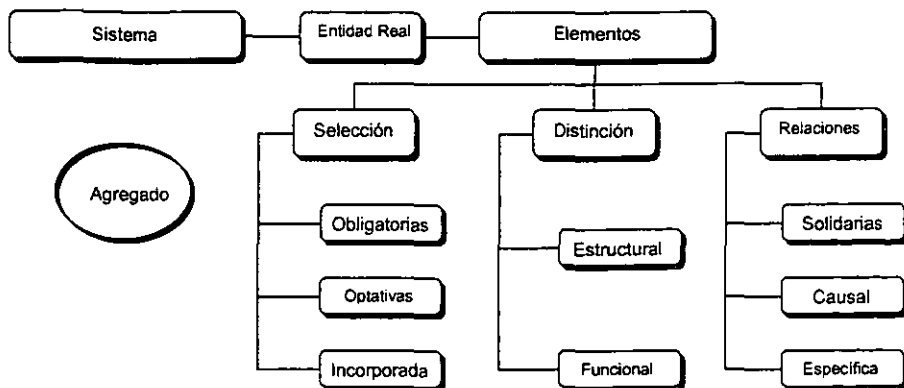 Sistema
Entidad Real
Elementos
Selección
Distinción
Relaciones
Agregado
Obligatorias
Estructural
Solidarias
Optativas
Causal
Incorporada
Funcional
Específica